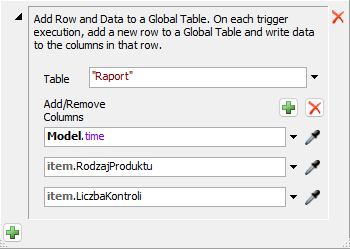 Add Row and Data to a Global Table. On each trigger
execution, add a new row to a Global Table and write data
to the columns in that row.
Table "Raport"
Add/Remove
Columns
Model.time
item.RodzajProduktu
item.LiczbaKontroli